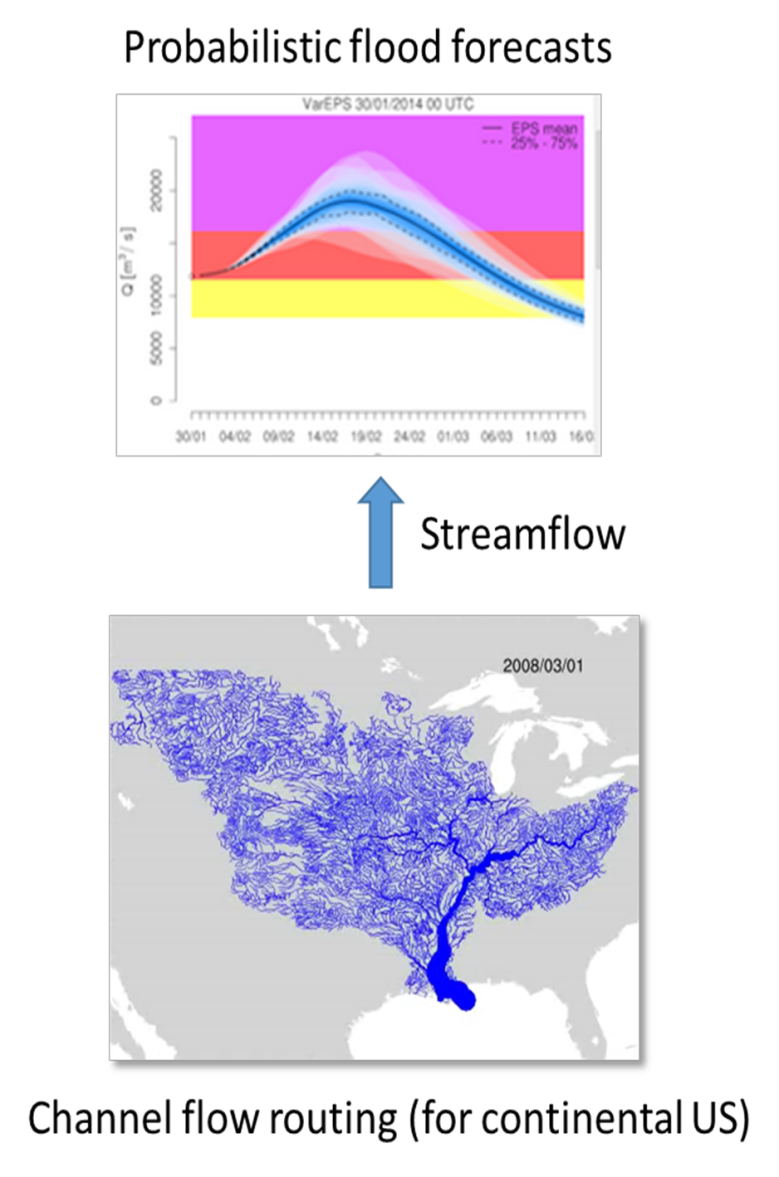 Probabilistic flood forecasts
VarEPS 30/01/2014 00 UTC
EPS mean
25% - 75%
Q [m³/ s]
20000
10000
5000
0
30/01 04/02 09/02 14/02 19/02 24/02 01/03 06/03 11/03 16/0
Streamflow
2008/03/01
Channel flow routing (for continental US)